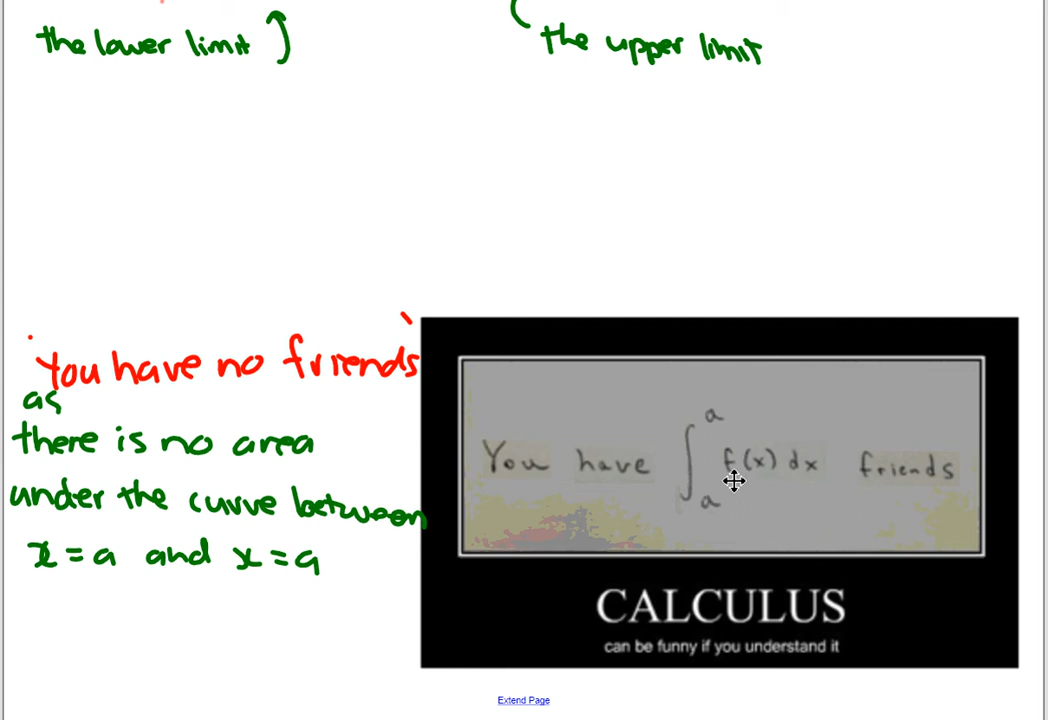 the lower limit
the upper limit
You have no friends
as
there is no area
under the curve between
x = a and x = a
You have ∫ₐᵃ f(x) dx friends
CALCULUS
can be funny if you understand it
Extend Page